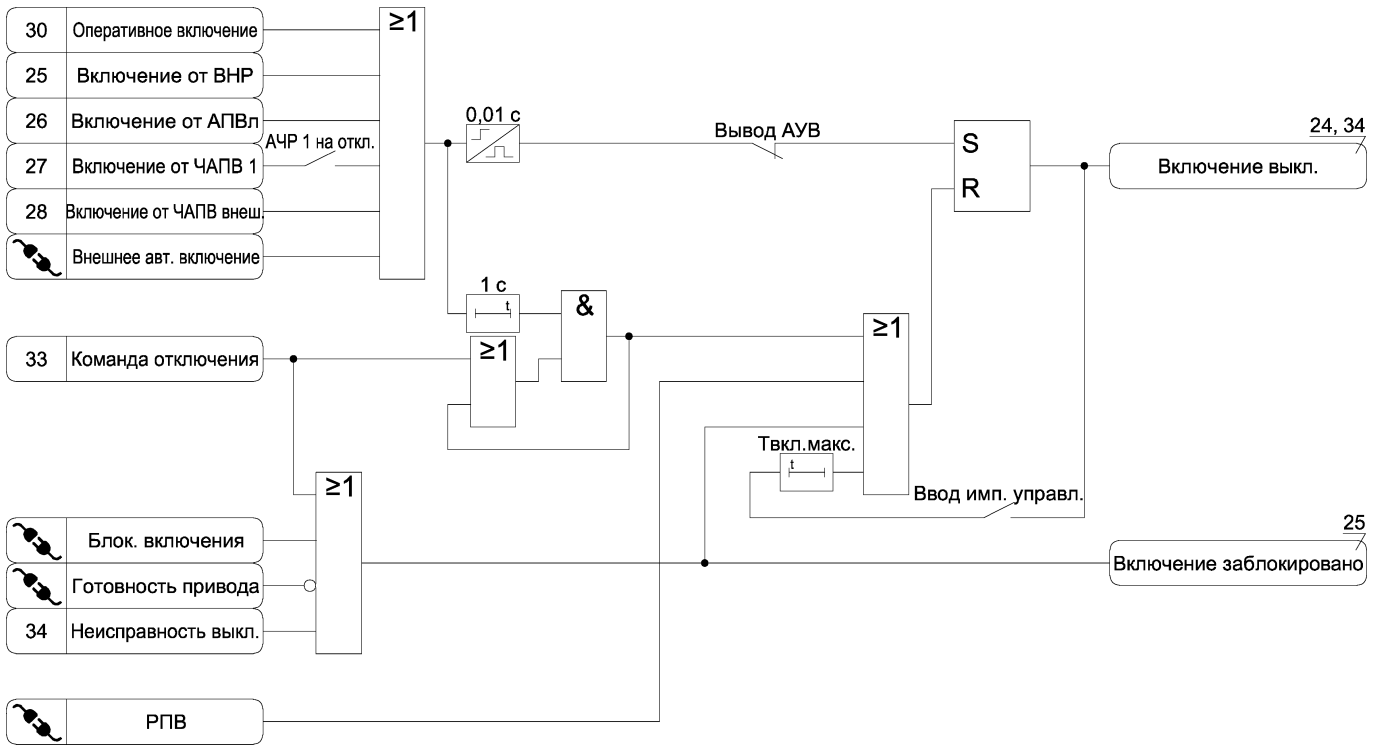 30 Оперативное включение
≥1
25 Включение от ВНР
26 Включение от АПВл
0,01 с
Вывод АУВ
24, 34
АЧР 1 на откл.
27 Включение от ЧАПВ 1
S
R
Включение выкл.
28 Включение от ЧАПВ внеш.
Внешнее авт. включение
1 с
t
&
≥1
33 Команда отключения
≥1
Твкл.макс.
t
≥1
Ввод имп. управл.
Блок. включения
25
Включение заблокировано
Готовность привода
34 Неисправность выкл.
РПВ